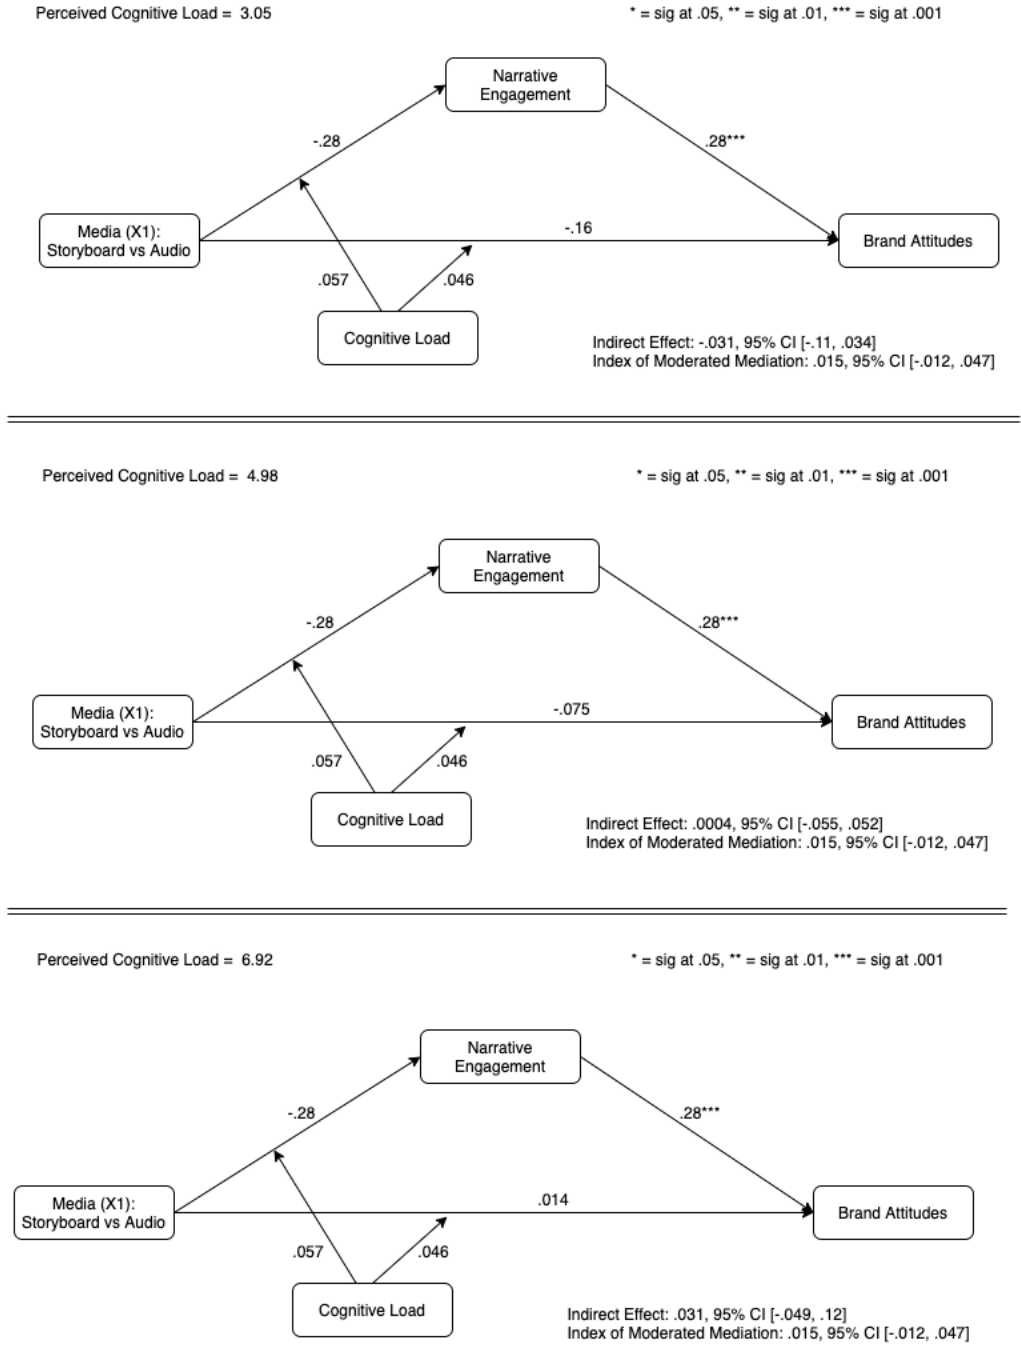 Perceived Cognitive Load = 3.05
* = sig at .05, ** = sig at .01, *** = sig at .001
Narrative
Engagement
-.28
.28***
Media (X1):
Storyboard vs Audio
-.16
Brand Attitudes
.057
.046
Cognitive Load
Indirect Effect: -.031, 95% CI [-.11, .034]
Index of Moderated Mediation: .015, 95% CI [-.012, .047]
Perceived Cognitive Load = 4.98
* = sig at .05, ** = sig at .01, *** = sig at .001
Narrative
Engagement
-.28
.28***
Media (X1):
Storyboard vs Audio
-.075
Brand Attitudes
.057
.046
Cognitive Load
Indirect Effect: .0004, 95% CI [-.055, .052]
Index of Moderated Mediation: .015, 95% CI [-.012, .047]
Perceived Cognitive Load = 6.92
* = sig at .05, ** = sig at .01, *** = sig at .001
Narrative
Engagement
-.28
.28***
Media (X1):
Storyboard vs Audio
.014
Brand Attitudes
.057
.046
Cognitive Load
Indirect Effect: .031, 95% CI [-.049, .12]
Index of Moderated Mediation: .015, 95% CI [-.012, .047]